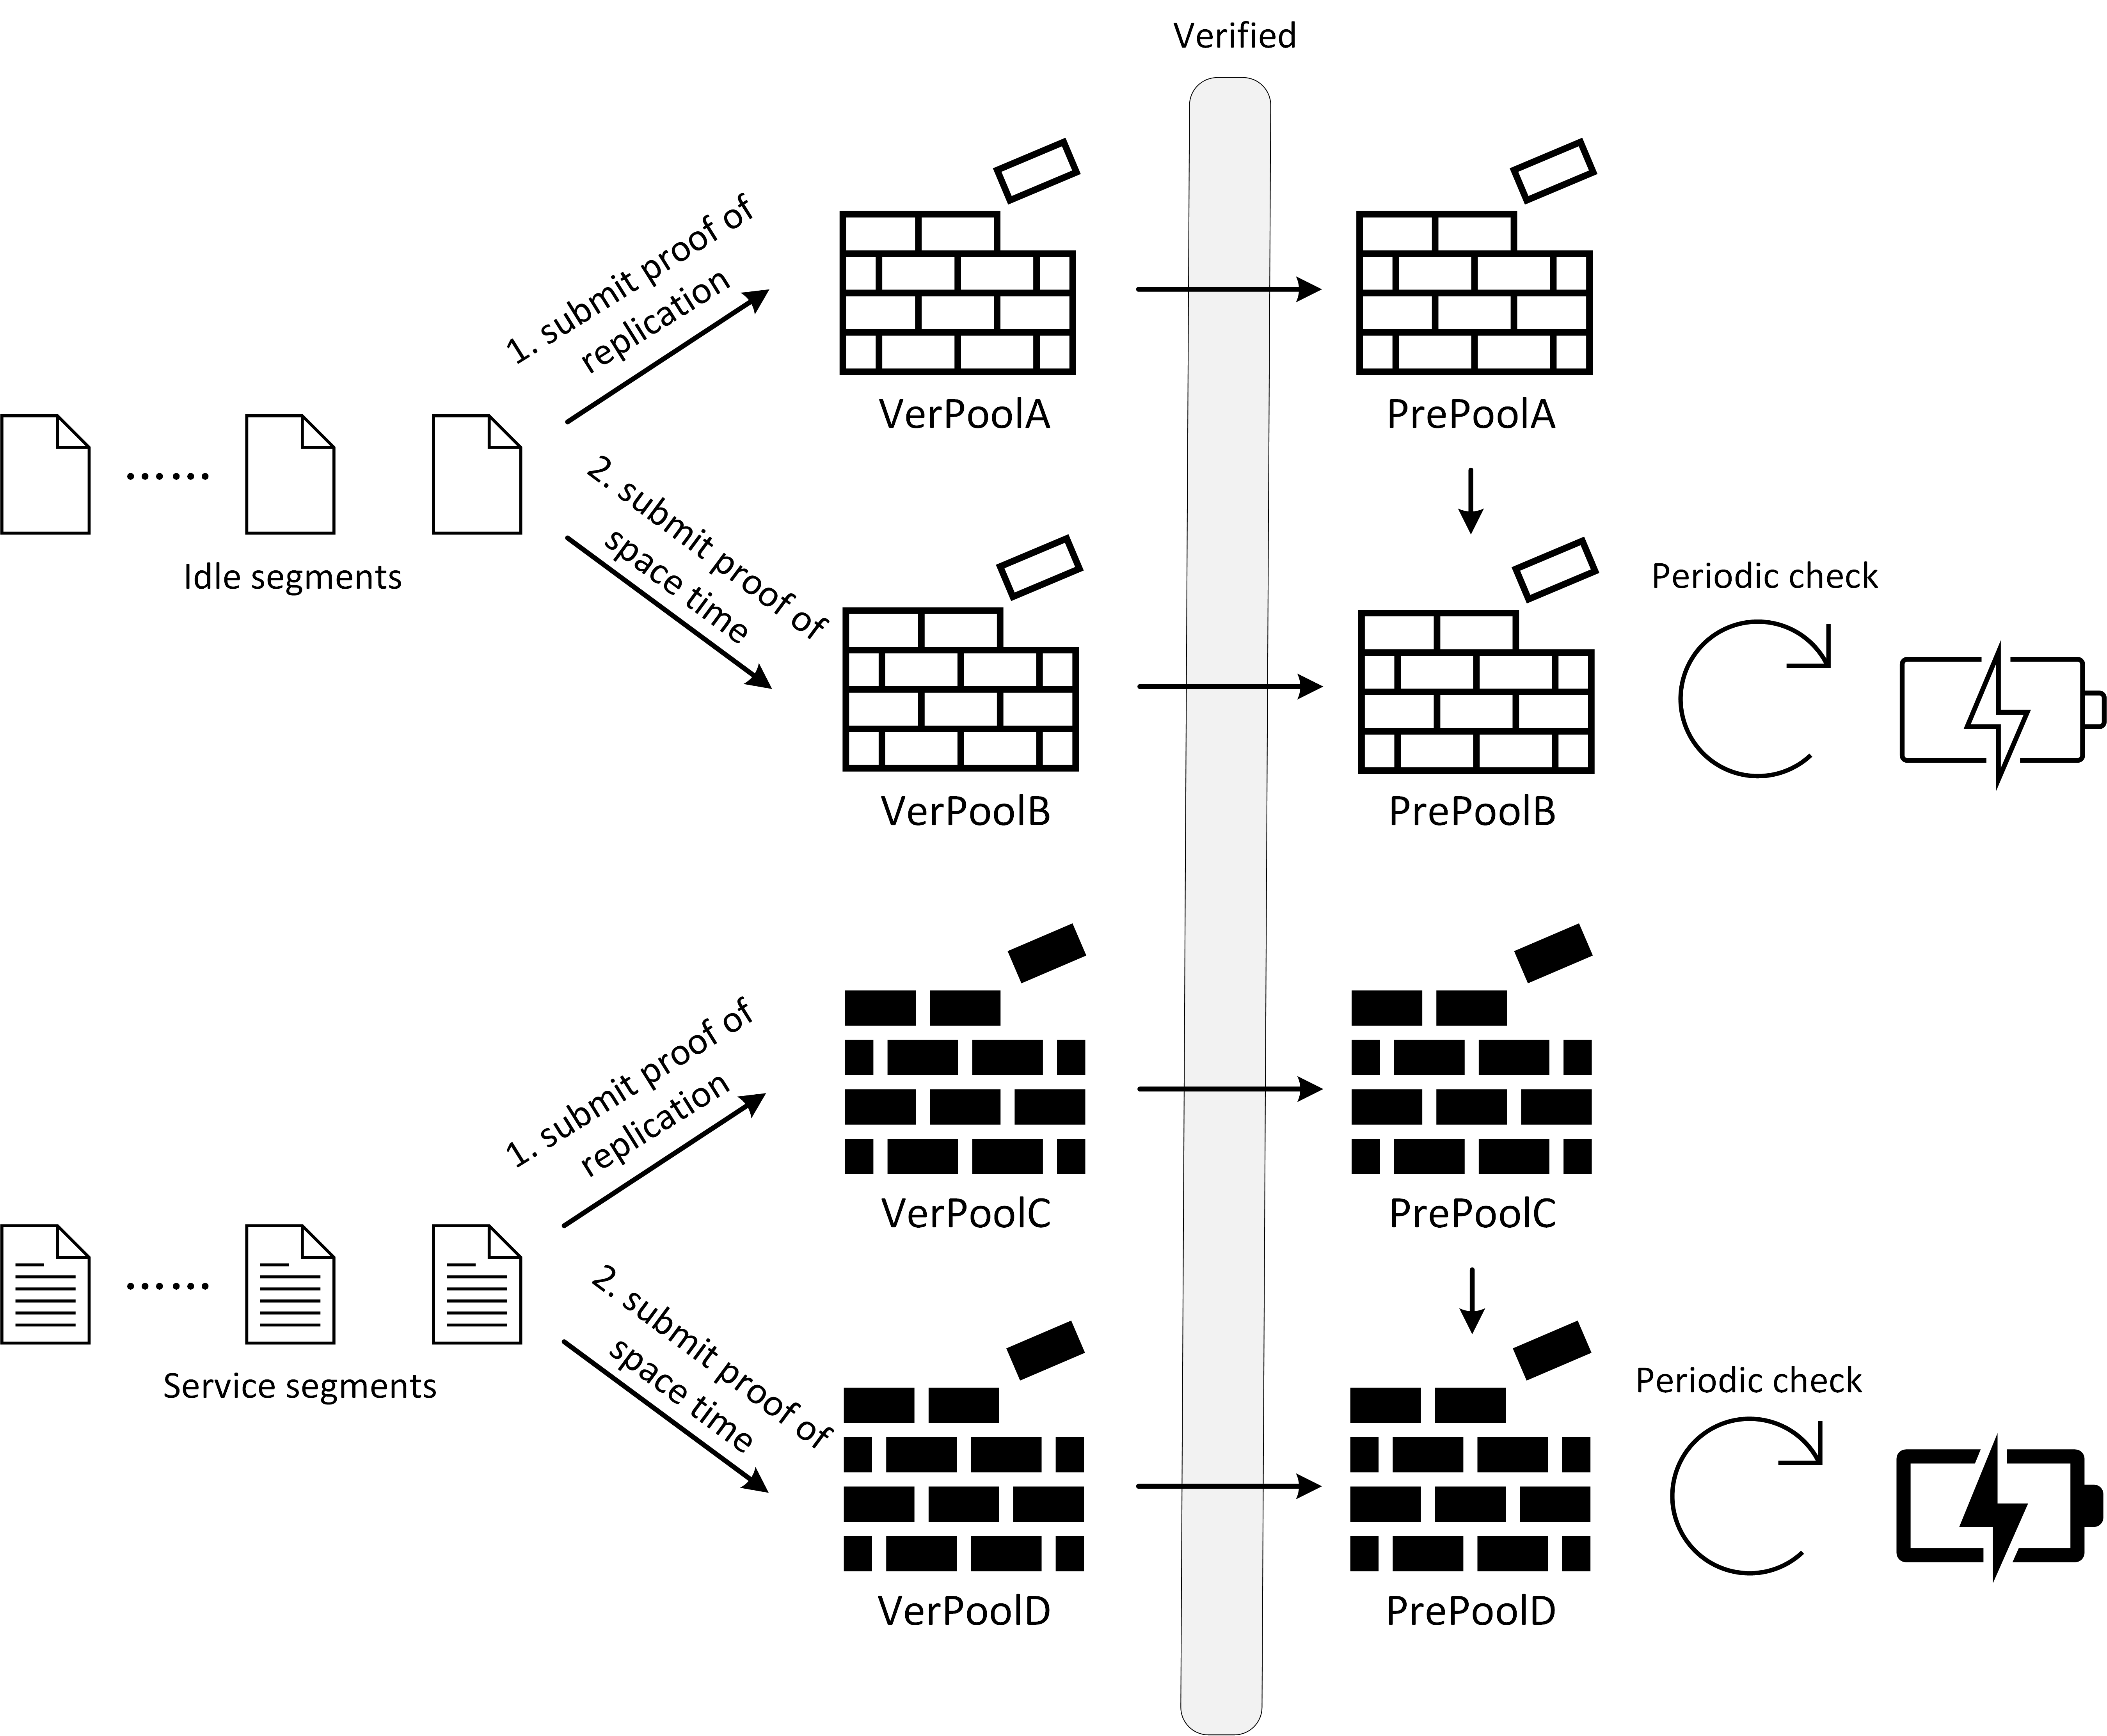 Verified
1. submit proof of
replication
VerPoolA
PrePoolA
Idle segments
2. submit proof of
space time
Periodic check
VerPoolB
PrePoolB
1. submit proof of
replication
VerPoolC
PrePoolC
Service segments
2. submit proof of
space time
Periodic check
VerPoolD
PrePoolD